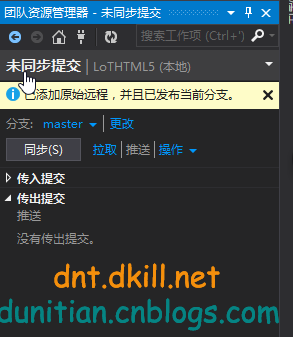 团队资源管理器 - 未同步提交
搜索工作项 (Ctrl+')
未同步提交 | LoTHTML5 (本地)
已添加原始远程，并且已发布当前分支。
分支: master 更改
同步(S) 拉取 推送 操作
传入提交
传出提交
推送
没有传出提交。
dnt.dkill.net
dunitian.cnblogs.com